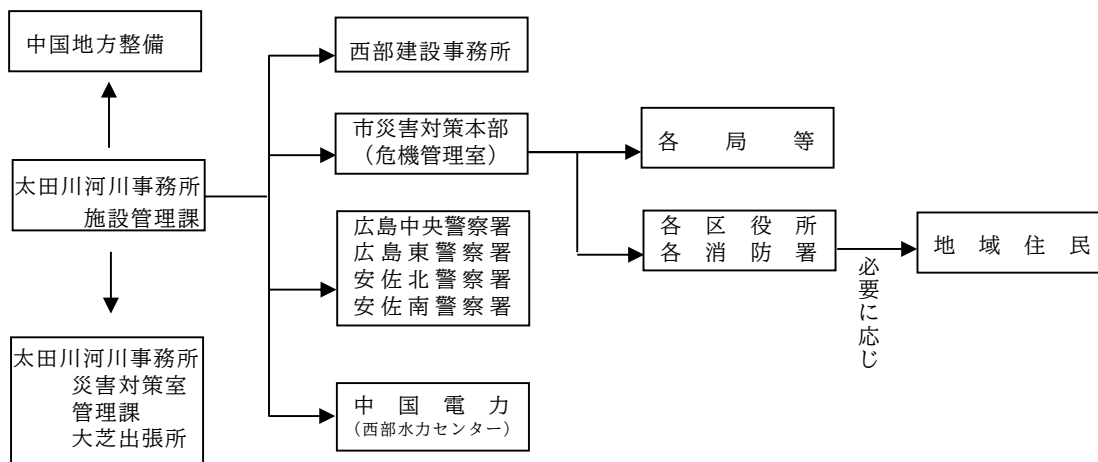 中国地方整備
太田川河川事務所
施設管理課
太田川河川事務所
災害対策室
管理課
大芝出張所
西部建設事務所
市災害対策本部
（危機管理室）
広島中央警察署
広島東警察署
安佐北警察署
安佐南警察署
中国電力
（西部水力センター）
各局等
各区役所
各消防署
必要に応じ
地域住民